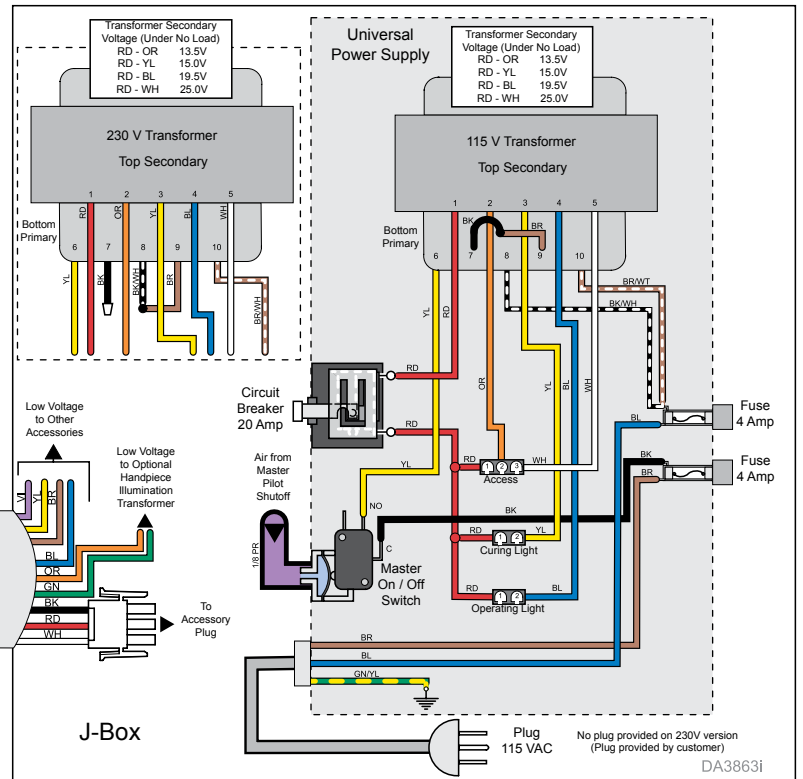 Transformer Secondary
Voltage (Under No Load)
RD - OR 13.5V
RD - YL 15.0V
RD - BL 19.5V
RD - WH 25.0V
230 V Transformer
Top Secondary
1 2 3 4 5
RD OR YL BL WH
Bottom
Primary
6 7 8 9 10
YL BK BK/WH BR BR/WH
Universal
Power Supply
Transformer Secondary
Voltage (Under No Load)
RD - OR 13.5V
RD - YL 15.0V
RD - BL 19.5V
RD - WH 25.0V
115 V Transformer
Top Secondary
1 2 3 4 5
BK BR
Bottom
Primary
6 7 8 9 10
BR/WT
BK/WH
YL RD
OR YL BL WH
Circuit
Breaker
20 Amp
RD
RD
BL
Fuse
4 Amp
BK
BR
Fuse
4 Amp
YL
RD 1 2 3 WH
Access
Air from
Master
Pilot
Shutoff
1/8 PR
NO
C
BK
Master
On / Off
Switch
RD 1 2 YL
Curing Light
RD 1 2 BL
Operating Light
Low Voltage
to Other
Accessories
Low Voltage
to Optional
Handpiece
Illumination
Transformer
VI YL BR
BL
OR
GN
BK
RD
WH
To
Accessory
Plug
BR
BL
GN/YL
J-Box
Plug
115 VAC
No plug provided on 230V version
(Plug provided by customer)
DA3863i